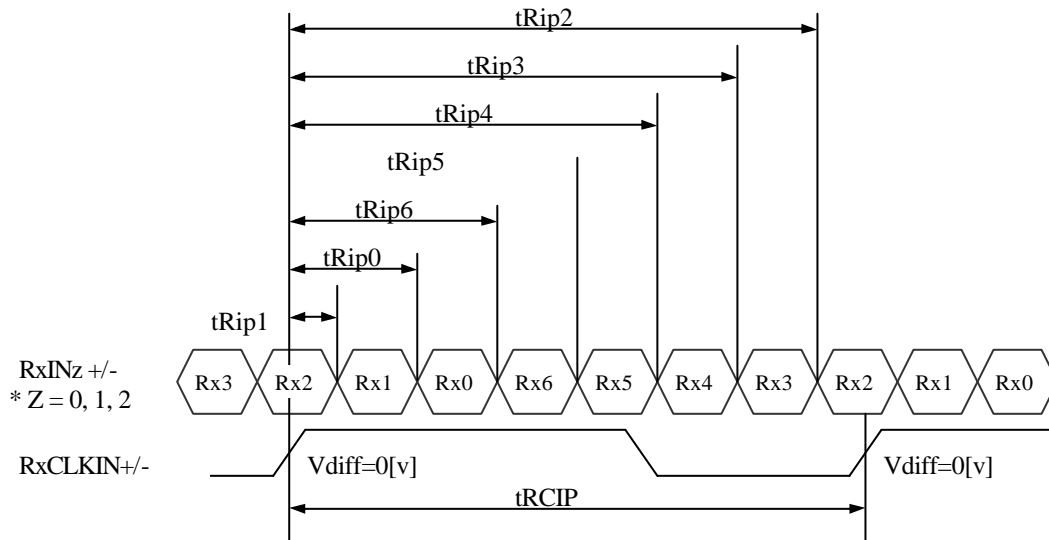 tRip2
tRip3
tRip4
tRip5
tRip6
tRip0
tRip1
RxINz +/-
* Z = 0, 1, 2
Rx3 Rx2 Rx1 Rx0 Rx6 Rx5 Rx4 Rx3 Rx2 Rx1 Rx0
RxCLKIN+/-
Vdiff=0[v] Vdiff=0[v]
tRCIP